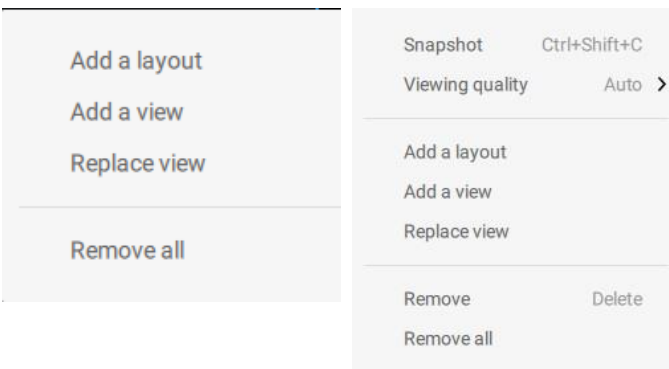 Add a layout
Add a view
Replace view
Remove all
Snapshot Ctrl+Shift+C
Viewing quality Auto
Add a layout
Add a view
Replace view
Remove Delete
Remove all